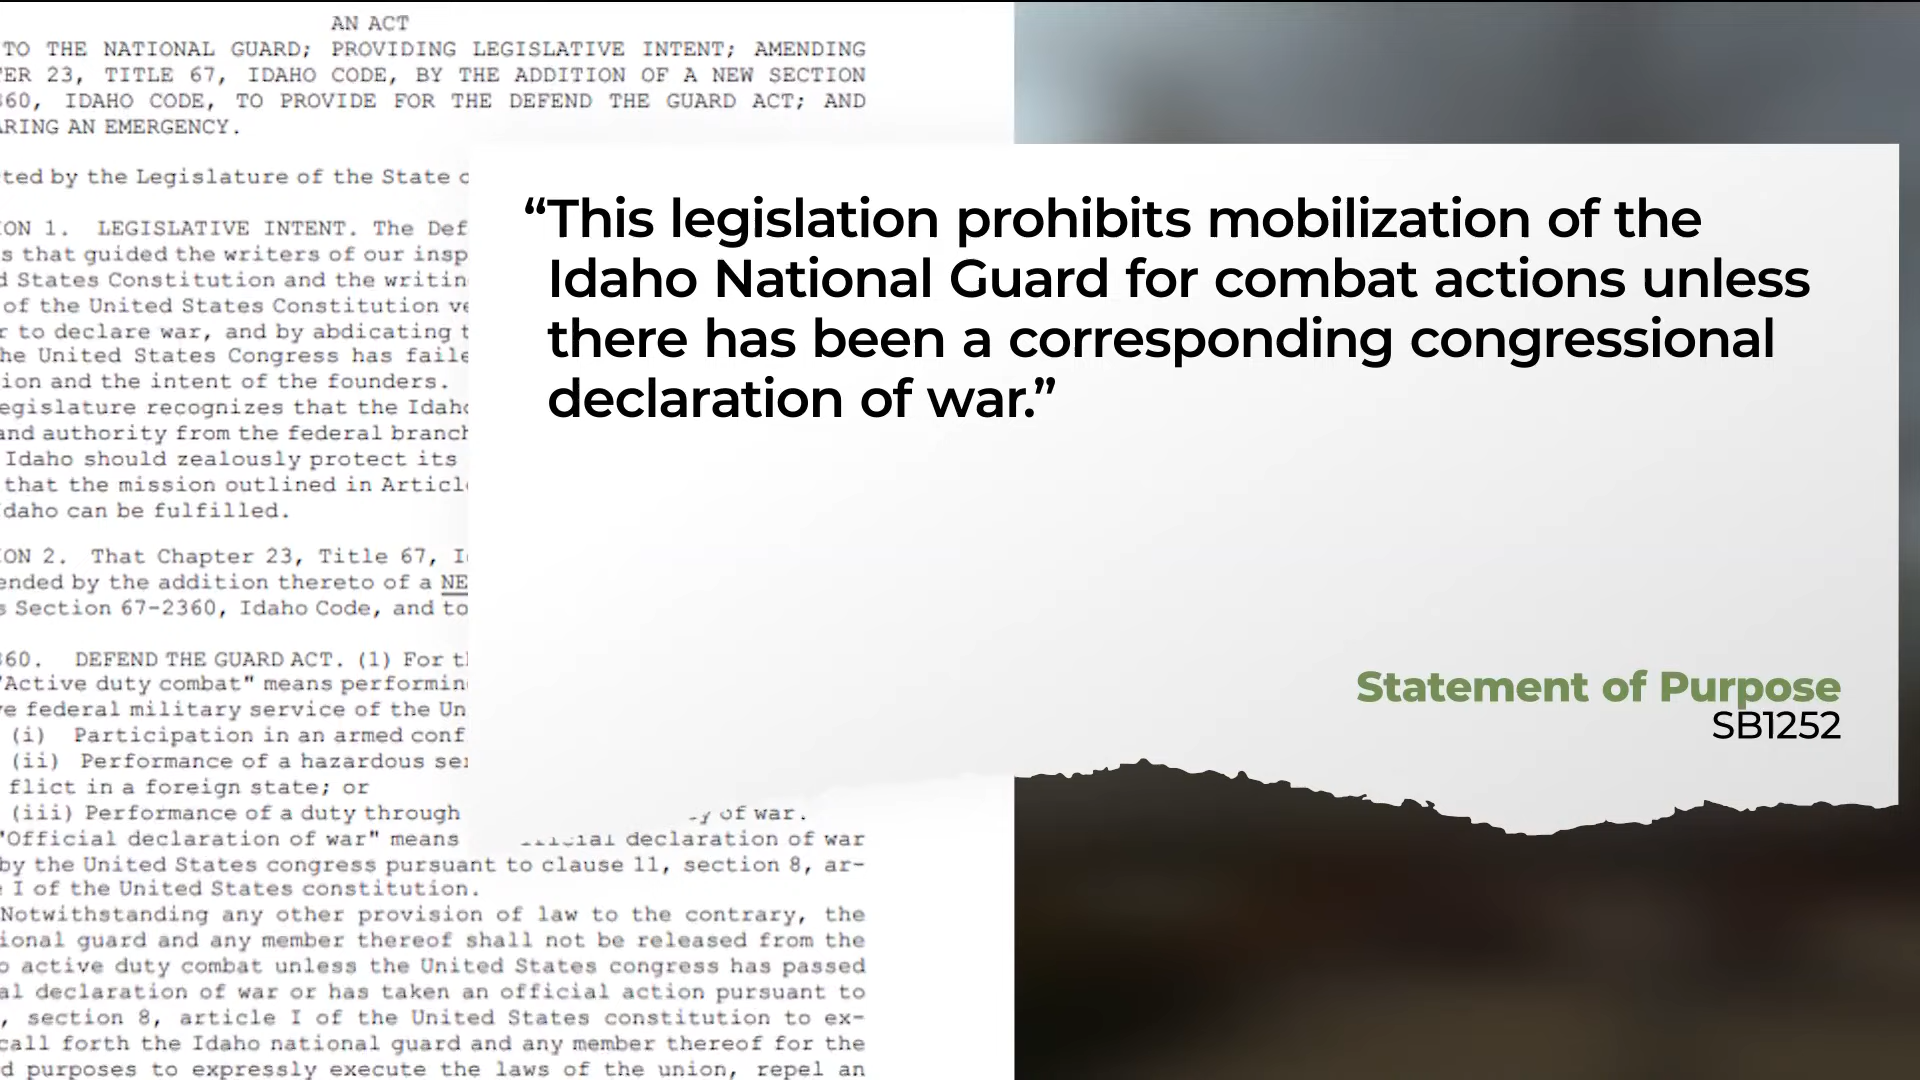 AN ACT
TO THE NATIONAL GUARD; PROVIDING LEGISLATIVE INTENT; AMENDING
TER 23, TITLE 67, IDAHO CODE, BY THE ADDITION OF A NEW SECTION
360, IDAHO CODE, TO PROVIDE FOR THE DEFEND THE GUARD ACT; AND
ARING AN EMERGENCY.
ted by the Legislature of the State o
ION 1. LEGISLATIVE INTENT. The Def
s that guided the writers of our insp
d States Constitution and the writin
of the United States Constitution ve
r to declare war, and by abdicating t
he United States Congress has faile
ion and the intent of the founders.
egislature recognizes that the Idaho
and authority from the federal branch
Idaho should zealously protect its
that the mission outlined in Article
daho can be fulfilled.
ION 2. That Chapter 23, Title 67, I
ended by the addition thereto of a NE
s Section 67-2360, Idaho Code, and to
360. DEFEND THE GUARD ACT. (1) For th
"Active duty combat" means performin
ve federal military service of the Un
(i) Participation in an armed conf
(ii) Performance of a hazardous ser
flict in a foreign state; or
(iii) Performance of a duty through y of war.
"Official declaration of war" means official declaration of war
by the United States congress pursuant to clause 11, section 8, ar-
e I of the United States constitution.
Notwithstanding any other provision of law to the contrary, the
ional guard and any member thereof shall not be released from the
o active duty combat unless the United States congress has passed
al declaration of war or has taken an official action pursuant to
, section 8, article I of the United States constitution to ex-
call forth the Idaho national guard and any member thereof for the
d purposes to expressly execute the laws of the union, repel an
“This legislation prohibits mobilization of the
Idaho National Guard for combat actions unless
there has been a corresponding congressional
declaration of war.”
Statement of Purpose
SB1252